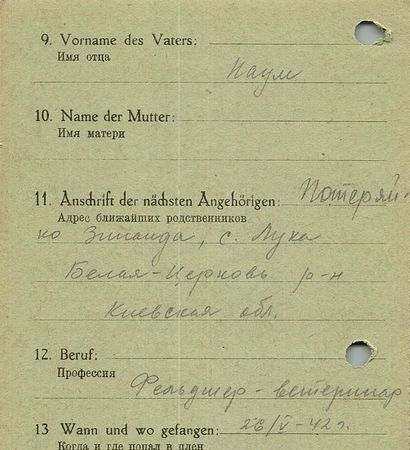 9. Vorname des Vaters:
Имя отца
Наум
10. Name der Mutter:
Имя матери
11. Anschrift der nächsten Angehörigen: Потеряй-
Адрес ближайших родственников
ко Зинаида, с. Лука
Белая-Церковь р-н
Киевская обл.
12. Beruf:
Профессия
Фельдшер-ветеринар
13 Wann und wo gefangen: 26/V-42 г.
Когда и где попал в плен